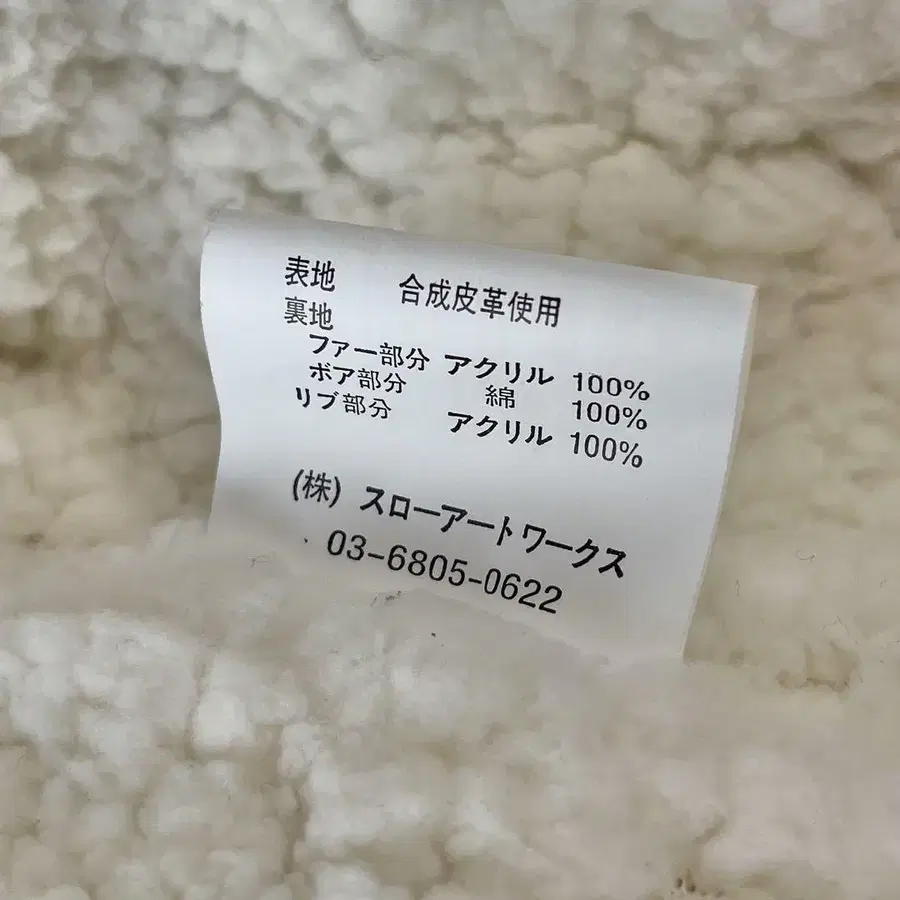 表地 合成皮革使用
裏地
ファー部分 アクリル 100%
ボア部分 綿 100%
リブ部分 アクリル 100%
(株) スローアートワークス
03-6805-0622